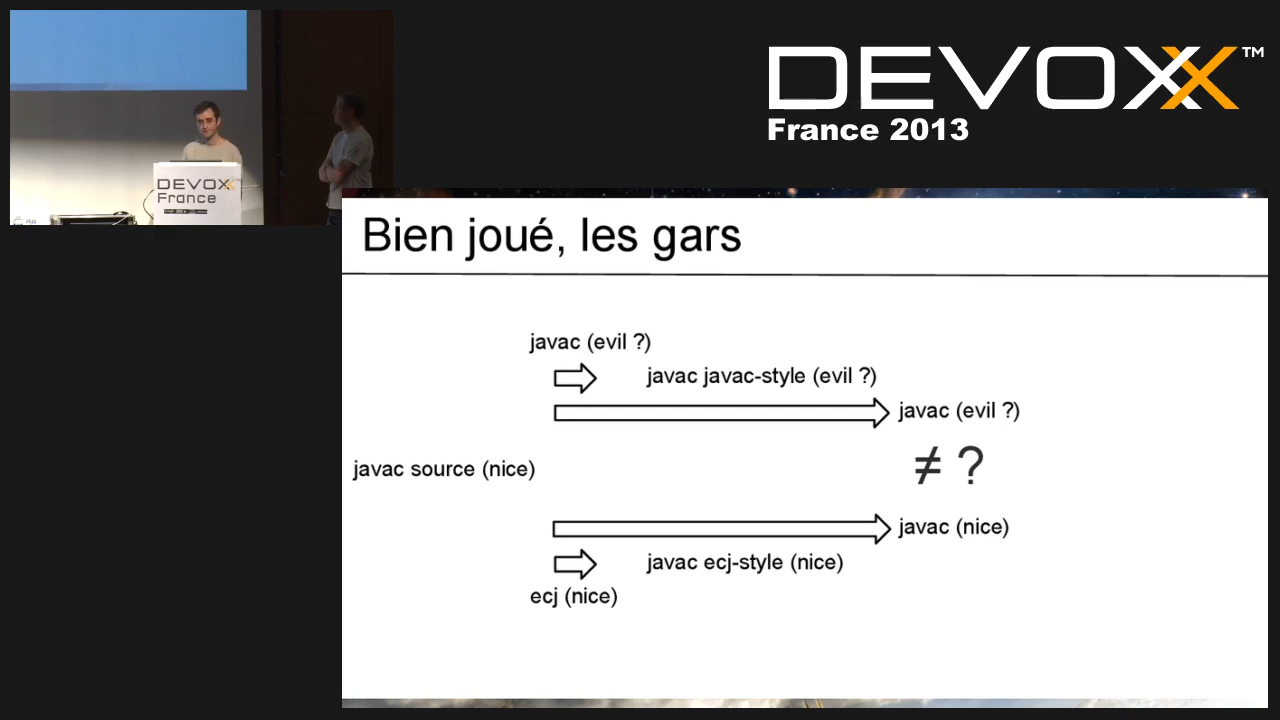 DEVOXX™
France 2013
DEVOXX
France
Bien joué, les gars
javac (evil ?)
javac javac-style (evil ?)
javac (evil ?)
javac source (nice)
≠ ?
javac (nice)
javac ecj-style (nice)
ecj (nice)